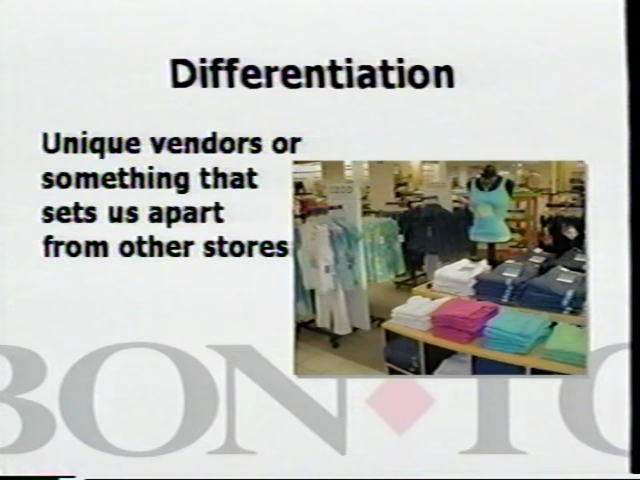 Differentiation
Unique vendors or
something that
sets us apart
from other stores
BON TO